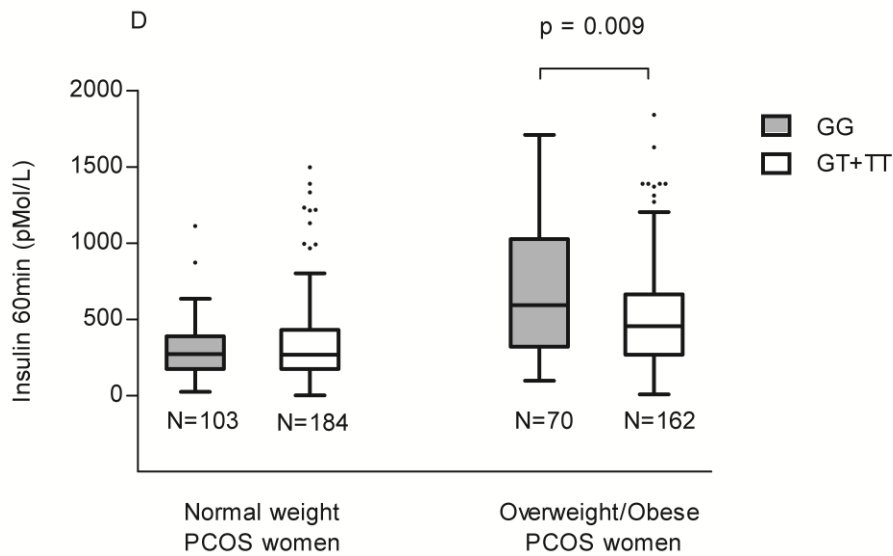 D
p = 0.009
2000
1500
1000
500
0
Insulin 60min (pMol/L)
GG
GT+TT
N=103
N=184
N=70
N=162
Normal weight
PCOS women
Overweight/Obese
PCOS women